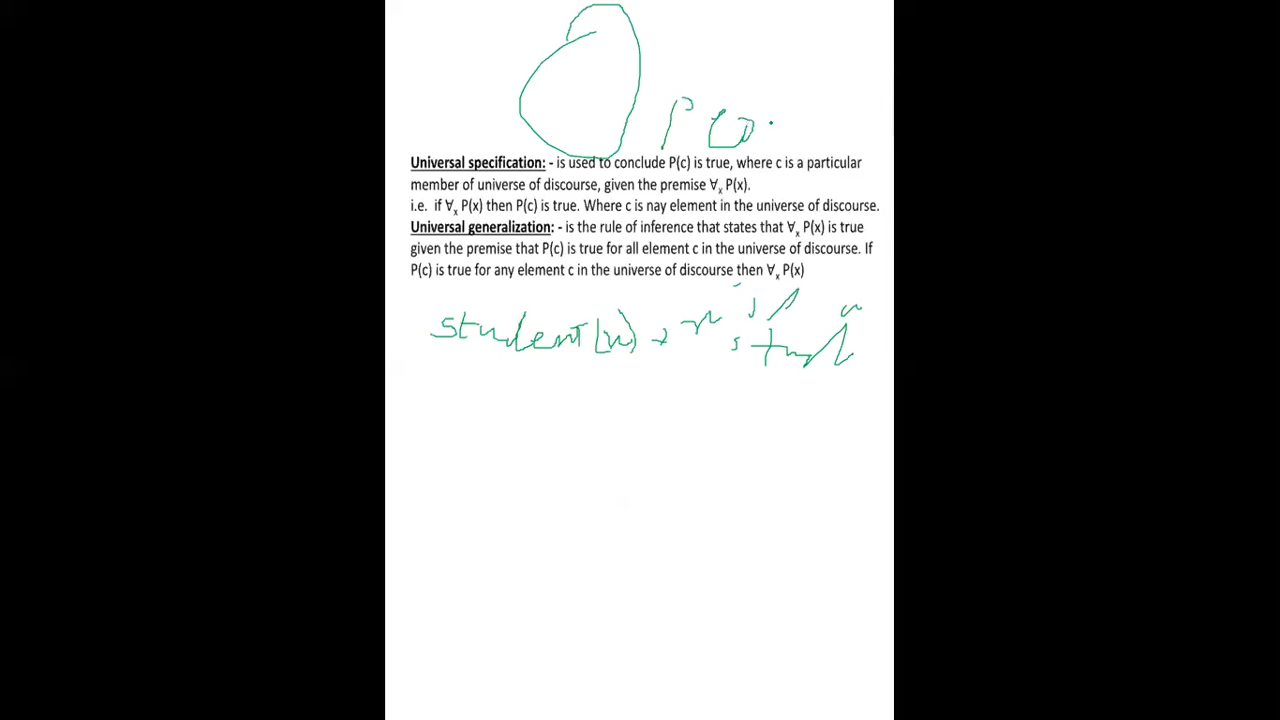 Universal specification: - is used to conclude P(c) is true, where c is a particular
member of universe of discourse, given the premise ∀ₓ P(x).
i.e. if ∀ₓ P(x) then P(c) is true. Where c is nay element in the universe of discourse.
Universal generalization: - is the rule of inference that states that ∀ₓ P(x) is true
given the premise that P(c) is true for all element c in the universe of discourse. If
P(c) is true for any element c in the universe of discourse then ∀ₓ P(x)
student(x)